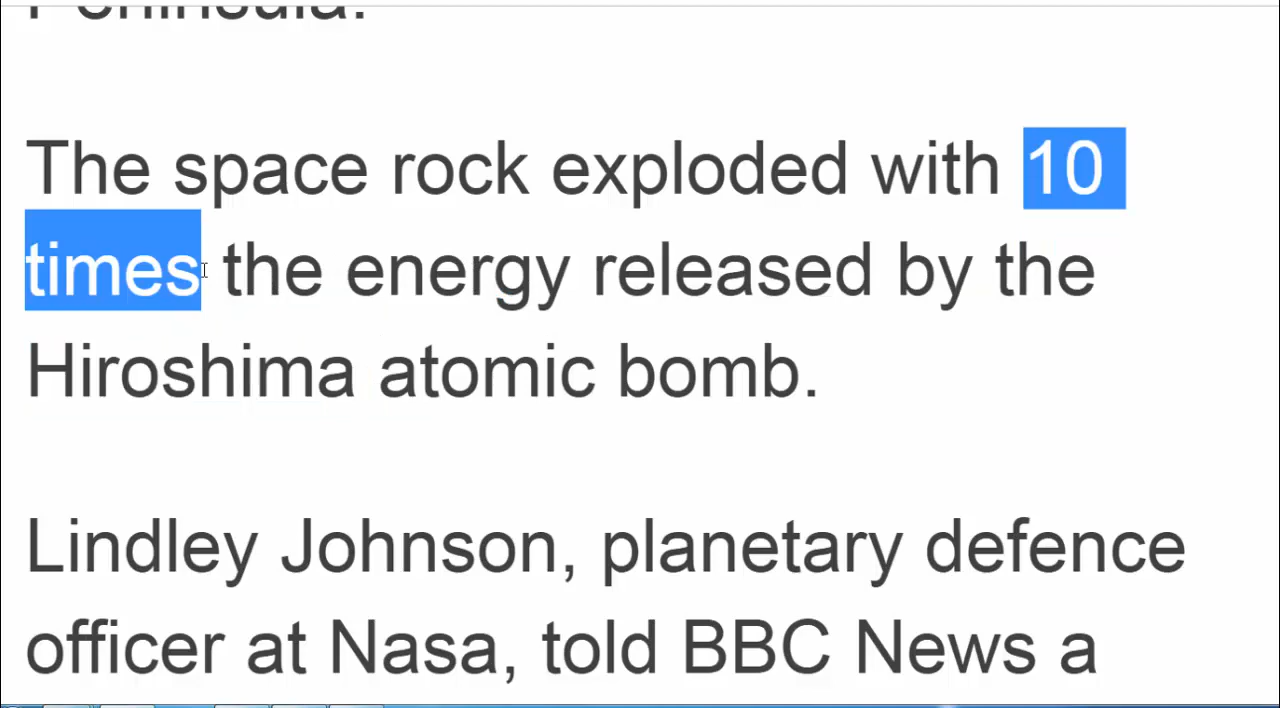 Peninsula.
The space rock exploded with 10
times the energy released by the
Hiroshima atomic bomb.
Lindley Johnson, planetary defence
officer at Nasa, told BBC News a